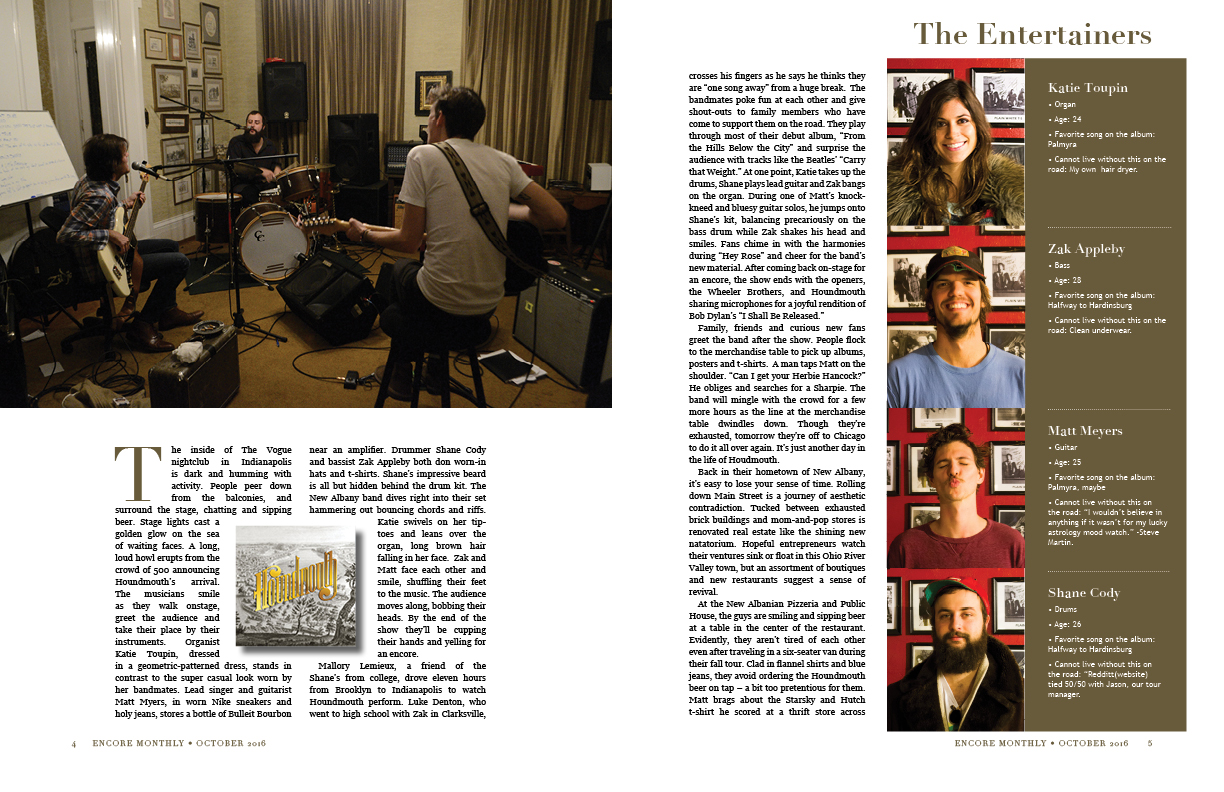 The Entertainers
The inside of The Vogue
nightclub in Indianapolis
is dark and humming with
activity. People peer down
from the balconies, and
surround the stage, chatting and sipping
beer. Stage lights cast a
golden glow on the sea
of waiting faces. A long,
loud howl erupts from the
crowd of 500 announcing
Houndmouth's arrival.
The musicians smile
as they walk onstage,
greet the audience and
take their place by their
instruments. Organist
Katie Toupin, dressed
in a geometric-patterned dress, stands in
contrast to the super casual look worn by
her bandmates. Lead singer and guitarist
Matt Myers, in worn Nike sneakers and
holy jeans, stores a bottle of Bulleit Bourbon
near an amplifier. Drummer Shane Cody
and bassist Zak Appleby both don worn-in
hats and t-shirts. Shane's impressive beard
is all but hidden behind the drum kit. The
New Albany band dives right into their set
hammering out bouncing chords and riffs.
Katie swivels on her tip-
toes and leans over the
organ, long brown hair
falling in her face. Zak and
Matt face each other and
smile, shuffling their feet
to the music. The audience
moves along, bobbing their
heads. By the end of the
show they'll be cupping
their hands and yelling for
an encore.
Mallory Lemieux, a friend of the
Shane's from college, drove eleven hours
from Brooklyn to Indianapolis to watch
Houndmouth perform. Luke Denton, who
went to high school with Zak in Clarksville,
Houndmouth
4 ENCORE MONTHLY • OCTOBER 2016
crosses his fingers as he says he thinks they
are "one song away" from a huge break. The
bandmates poke fun at each other and give
shout-outs to family members who have
come to support them on the road. They play
through most of their debut album, "From
the Hills Below the City" and surprise the
audience with tracks like the Beatles' "Carry
that Weight." At one point, Katie takes up the
drums, Shane plays lead guitar and Zak bangs
on the organ. During one of Matt's knock-
kneed and bluesy guitar solos, he jumps onto
Shane's kit, balancing precariously on the
bass drum while Zak shakes his head and
smiles. Fans chime in with the harmonies
during "Hey Rose" and cheer for the band's
new material. After coming back on-stage for
an encore, the show ends with the openers,
the Wheeler Brothers, and Houndmouth
sharing microphones for a joyful rendition of
Bob Dylan's "I Shall Be Released."
Family, friends and curious new fans
greet the band after the show. People flock
to the merchandise table to pick up albums,
posters and t-shirts. A man taps Matt on the
shoulder. "Can I get your Herbie Hancock?"
He obliges and searches for a Sharpie. The
band will mingle with the crowd for a few
more hours as the line at the merchandise
table dwindles down. Though they're
exhausted, tomorrow they're off to Chicago
to do it all over again. It's just another day in
the life of Houdmouth.
Back in their hometown of New Albany,
it's easy to lose your sense of time. Rolling
down Main Street is a journey of aesthetic
contradiction. Tucked between exhausted
brick buildings and mom-and-pop stores is
renovated real estate like the shining new
natatorium. Hopeful entrepreneurs watch
their ventures sink or float in this Ohio River
Valley town, but an assortment of boutiques
and new restaurants suggest a sense of
revival.
At the New Albanian Pizzeria and Public
House, the guys are smiling and sipping beer
at a table in the center of the restaurant.
Evidently, they aren't tired of each other
even after traveling in a six-seater van during
their fall tour. Clad in flannel shirts and blue
jeans, they avoid ordering the Houndmouth
beer on tap – a bit too pretentious for them.
Matt brags about the Starsky and Hutch
t-shirt he scored at a thrift store across
Katie Toupin
• Organ
• Age: 24
• Favorite song on the album:
Palmyra
• Cannot live without this on the
road: My own hair dryer.
Zak Appleby
• Bass
• Age: 28
• Favorite song on the album:
Halfway to Hardinsburg
• Cannot live without this on the
road: Clean underwear.
Matt Meyers
• Guitar
• Age: 25
• Favorite song on the album:
Palmyra, maybe
• Cannot live without this on
the road: "I wouldn't believe in
anything if it wasn't for my lucky
astrology mood watch." -Steve
Martin.
Shane Cody
• Drums
• Age: 26
• Favorite song on the album:
Halfway to Hardinsburg
• Cannot live without this on
the road: "Redditt(website)
tied 50/50 with Jason, our tour
manager.
ENCORE MONTHLY • OCTOBER 2016 5